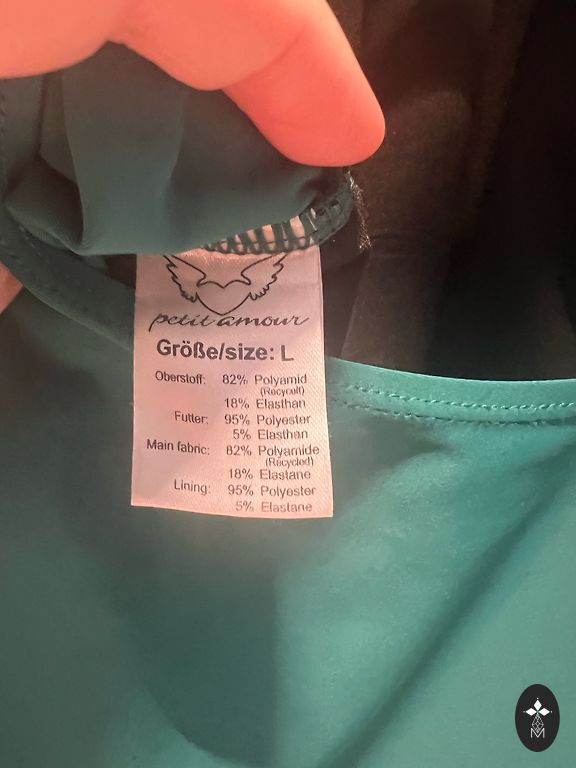 petit amour
Größe/size: L
Oberstoff: 82% Polyamid
(Recycelt)
18% Elasthan
Futter: 95% Polyester
5% Elasthan
Main fabric: 82% Polyamide
(Recycled)
18% Elastane
Lining: 95% Polyester
5% Elastane
M